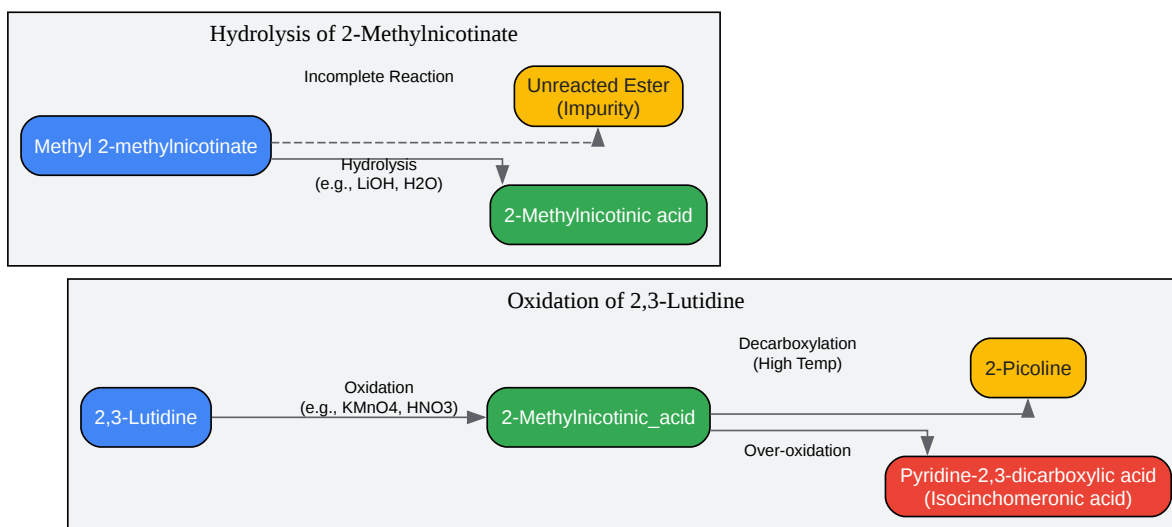 Hydrolysis of 2-Methylnicotinate
Incomplete Reaction
Unreacted Ester
(Impurity)
Methyl 2-methylnicotinate
Hydrolysis
(e.g., LiOH, H2O)
2-Methylnicotinic acid
Oxidation of 2,3-Lutidine
Decarboxylation
(High Temp)
2-Picoline
Oxidation
(e.g., KMnO4, HNO3)
2,3-Lutidine
2-Methylnicotinic_acid
Over-oxidation
Pyridine-2,3-dicarboxylic acid
(Isocinchomeronic acid)